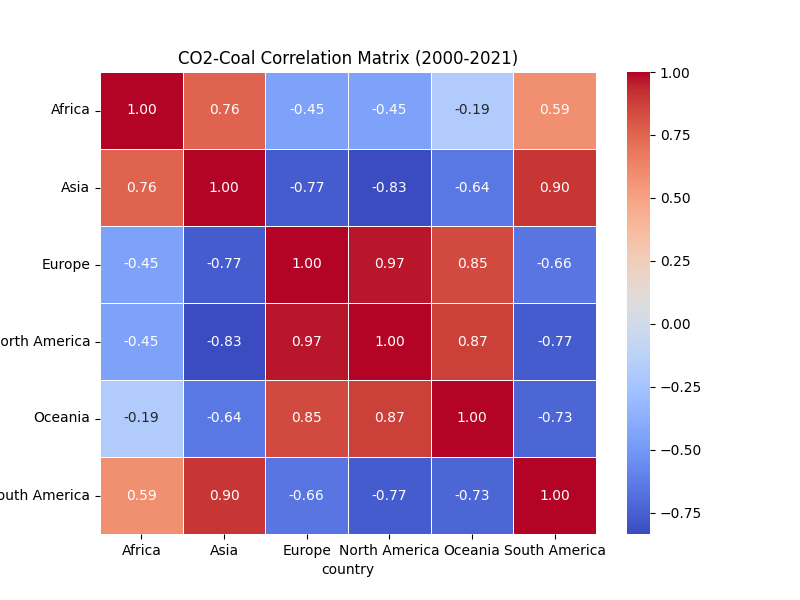 CO2-Coal Correlation Matrix (2000-2021)
Africa 1.00 0.76 -0.45 -0.45 -0.19 0.59
Asia 0.76 1.00 -0.77 -0.83 -0.64 0.90
Europe -0.45 -0.77 1.00 0.97 0.85 -0.66
orth America -0.45 -0.83 0.97 1.00 0.87 -0.77
Oceania -0.19 -0.64 0.85 0.87 1.00 -0.73
outh America 0.59 0.90 -0.66 -0.77 -0.73 1.00
Africa Asia Europe North America Oceania South America
country
1.00
0.75
0.50
0.25
0.00
−0.25
−0.50
−0.75